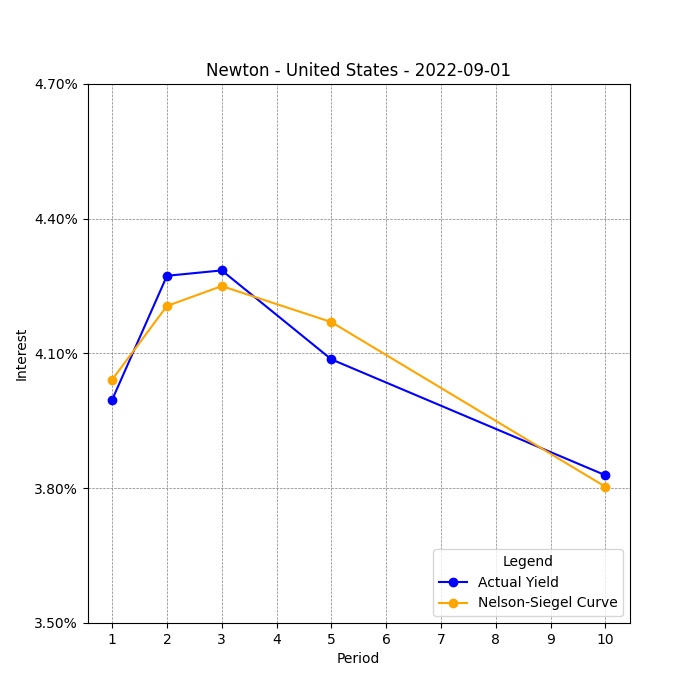 Newton - United States - 2022-09-01
4.70%
4.40%
4.10%
3.80%
3.50%
Interest
1 2 3 4 5 6 7 8 9 10
Period
Legend
Actual Yield
Nelson-Siegel Curve